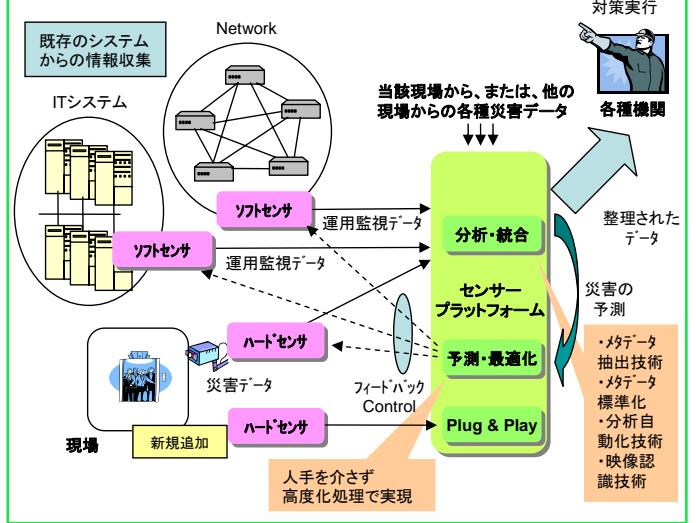 対策実行
既存のシステム
からの情報収集
Network
ITシステム
当該現場から、または、他の
現場からの各種災害データ
各種機関
ソフトセンサ
運用監視データ
ソフトセンサ
運用監視データ
分析・統合
整理された
データ
センサー
プラットフォーム
災害の
予測
ハードセンサ
災害データ
フィードバック
Control
予測・最適化
・メタデータ
抽出技術
・メタデータ
標準化
・分析自
動化技術
・映像認
識技術
現場
新規追加
ハードセンサ
Plug & Play
人手を介さず
高度化処理で実現